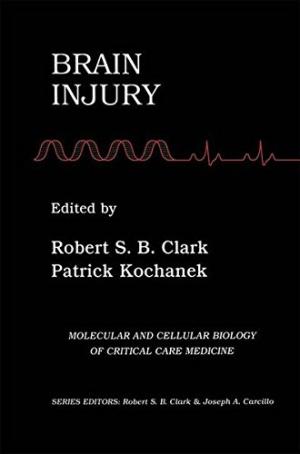 BRAIN
INJURY
Edited by
Robert S. B. Clark
Patrick Kochanek
MOLECULAR AND CELLULAR BIOLOGY
OF CRITICAL CARE MEDICINE
SERIES EDITORS: Robert S. B. Clark & Joseph A. Carcillo